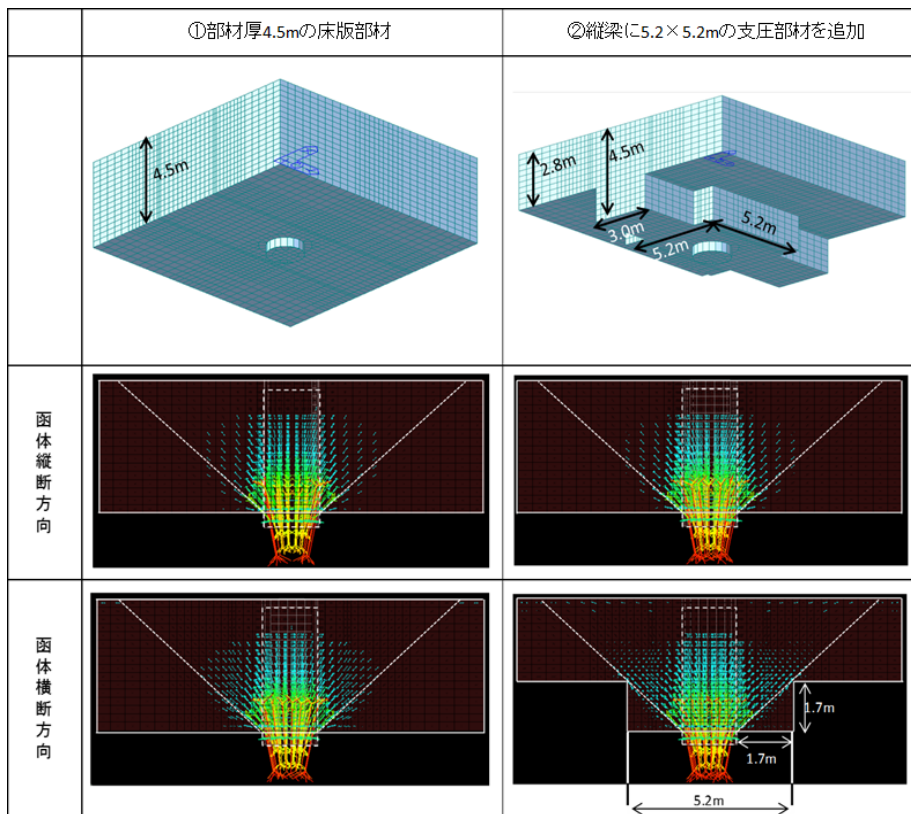 ①部材厚4.5mの床版部材
②縦梁に5.2×5.2mの支圧部材を追加
4.5m
2.8m
4.5m
3.0m
5.2m
5.2m
函体縦断方向
函体横断方向
1.7m
1.7m
5.2m